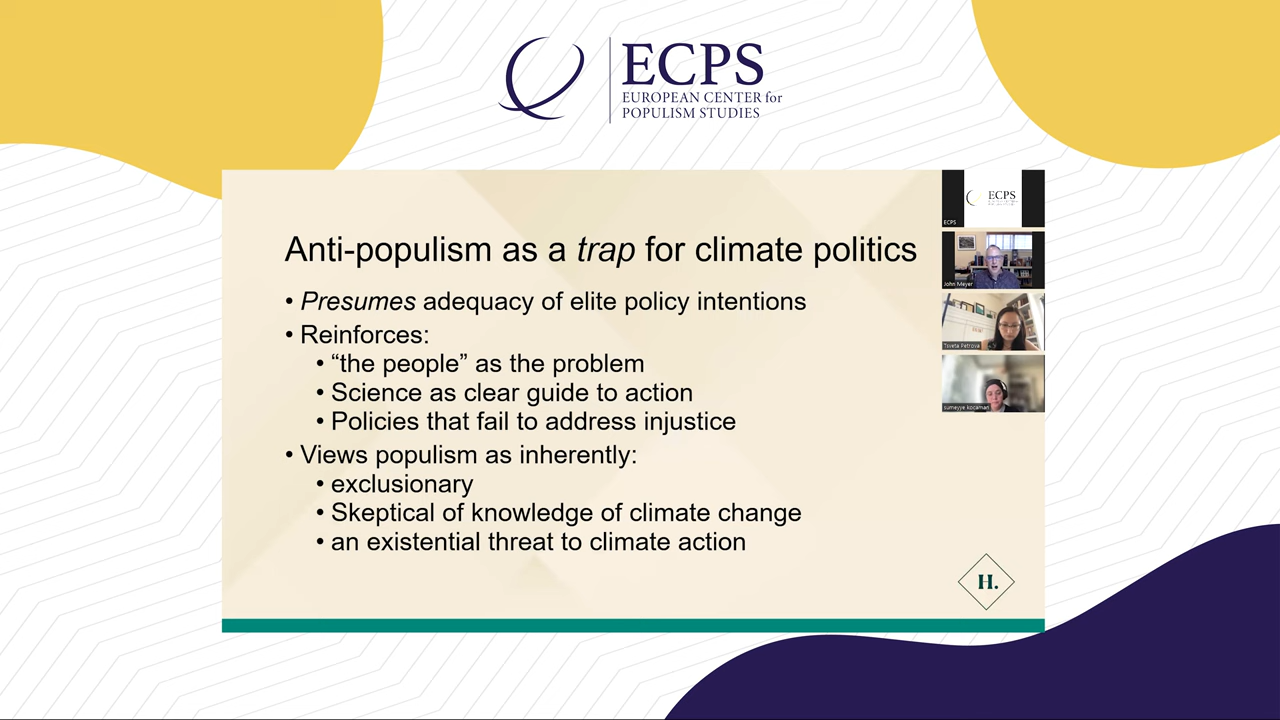 ECPS
EUROPEAN CENTER for
POPULISM STUDIES
Anti-populism as a trap for climate politics
• Presumes adequacy of elite policy intentions
• Reinforces:
• “the people” as the problem
• Science as clear guide to action
• Policies that fail to address injustice
• Views populism as inherently:
• exclusionary
• Skeptical of knowledge of climate change
• an existential threat to climate action
H.
ECPS
ECPS
John Meyer
Tsveta Petrova
sümeyye kocaman